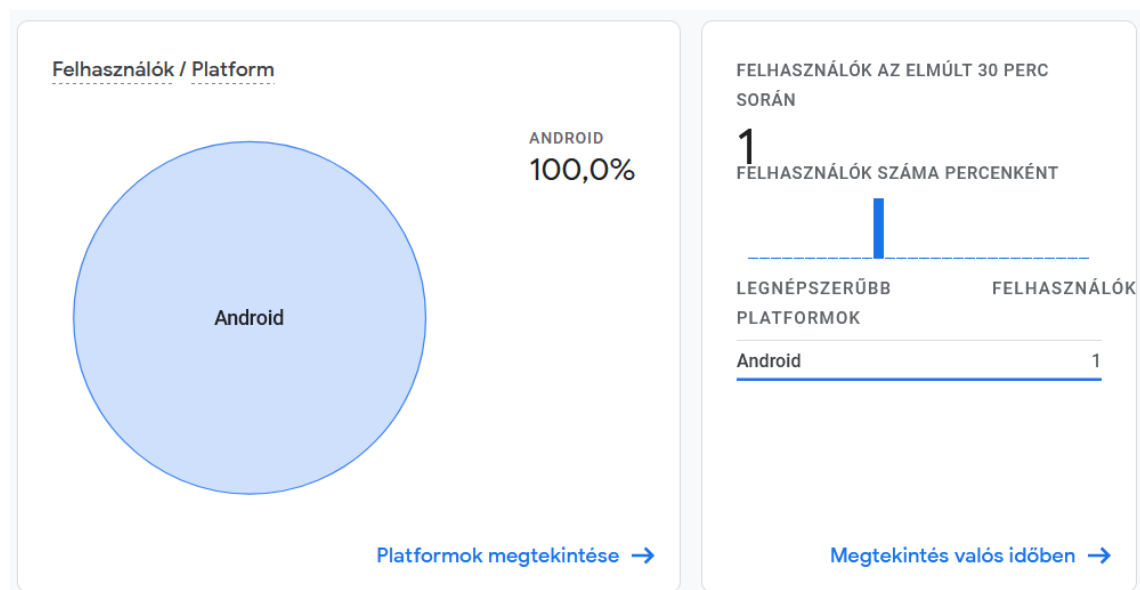 Felhasználók / Platform
ANDROID
100,0%
Android
Platformok megtekintése
FELHASZNÁLÓK AZ ELMÚLT 30 PERC
SORÁN
1
FELHASZNÁLÓK SZÁMA PERCENKÉNT
LEGNÉPSZERŰBB FELHASZNÁLÓK
PLATFORMOK
Android 1
Megtekintés valós időben